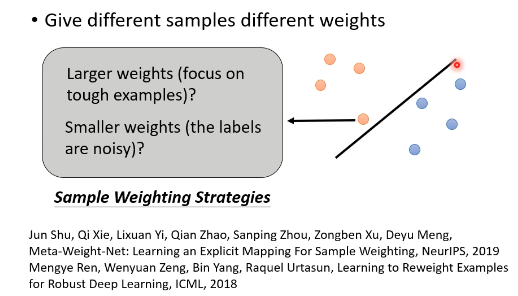 • Give different samples different weights
Larger weights (focus on
tough examples)?
Smaller weights (the labels
are noisy)?
Sample Weighting Strategies
Jun Shu, Qi Xie, Lixuan Yi, Qian Zhao, Sanping Zhou, Zongben Xu, Deyu Meng,
Meta-Weight-Net: Learning an Explicit Mapping For Sample Weighting, NeurIPS, 2019
Mengye Ren, Wenyuan Zeng, Bin Yang, Raquel Urtasun, Learning to Reweight Examples
for Robust Deep Learning, ICML, 2018